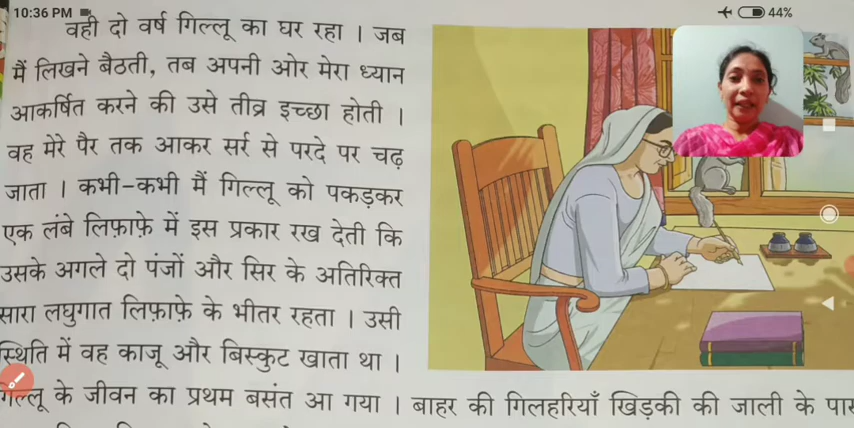 10:36 PM
44%
वही दो वर्ष गिल्लू का घर रहा । जब
मैं लिखने बैठती, तब अपनी ओर मेरा ध्यान
आकर्षित करने की उसे तीव्र इच्छा होती ।
वह मेरे पैर तक आकर सर्र से परदे पर चढ़
जाता । कभी-कभी मैं गिल्लू को पकड़कर
एक लंबे लिफ़ाफ़े में इस प्रकार रख देती कि
उसके अगले दो पंजों और सिर के अतिरिक्त
सारा लघुगात लिफ़ाफ़े के भीतर रहता । उसी
स्थिति में वह काजू और बिस्कुट खाता था ।
गिल्लू के जीवन का प्रथम बसंत आ गया । बाहर की गिलहरियाँ खिड़की की जाली के पास